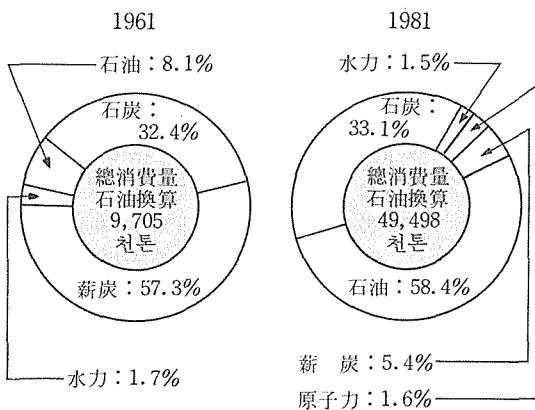 1961
石油：8.1%
石炭：
32.4%
總消費量
石油換算
9,705
천톤
薪炭：57.3%
水力：1.7%
1981
水力：1.5%
石炭：
33.1%
總消費量
石油換算
49,498
천톤
石油：58.4%
薪 炭：5.4%
原子力：1.6%